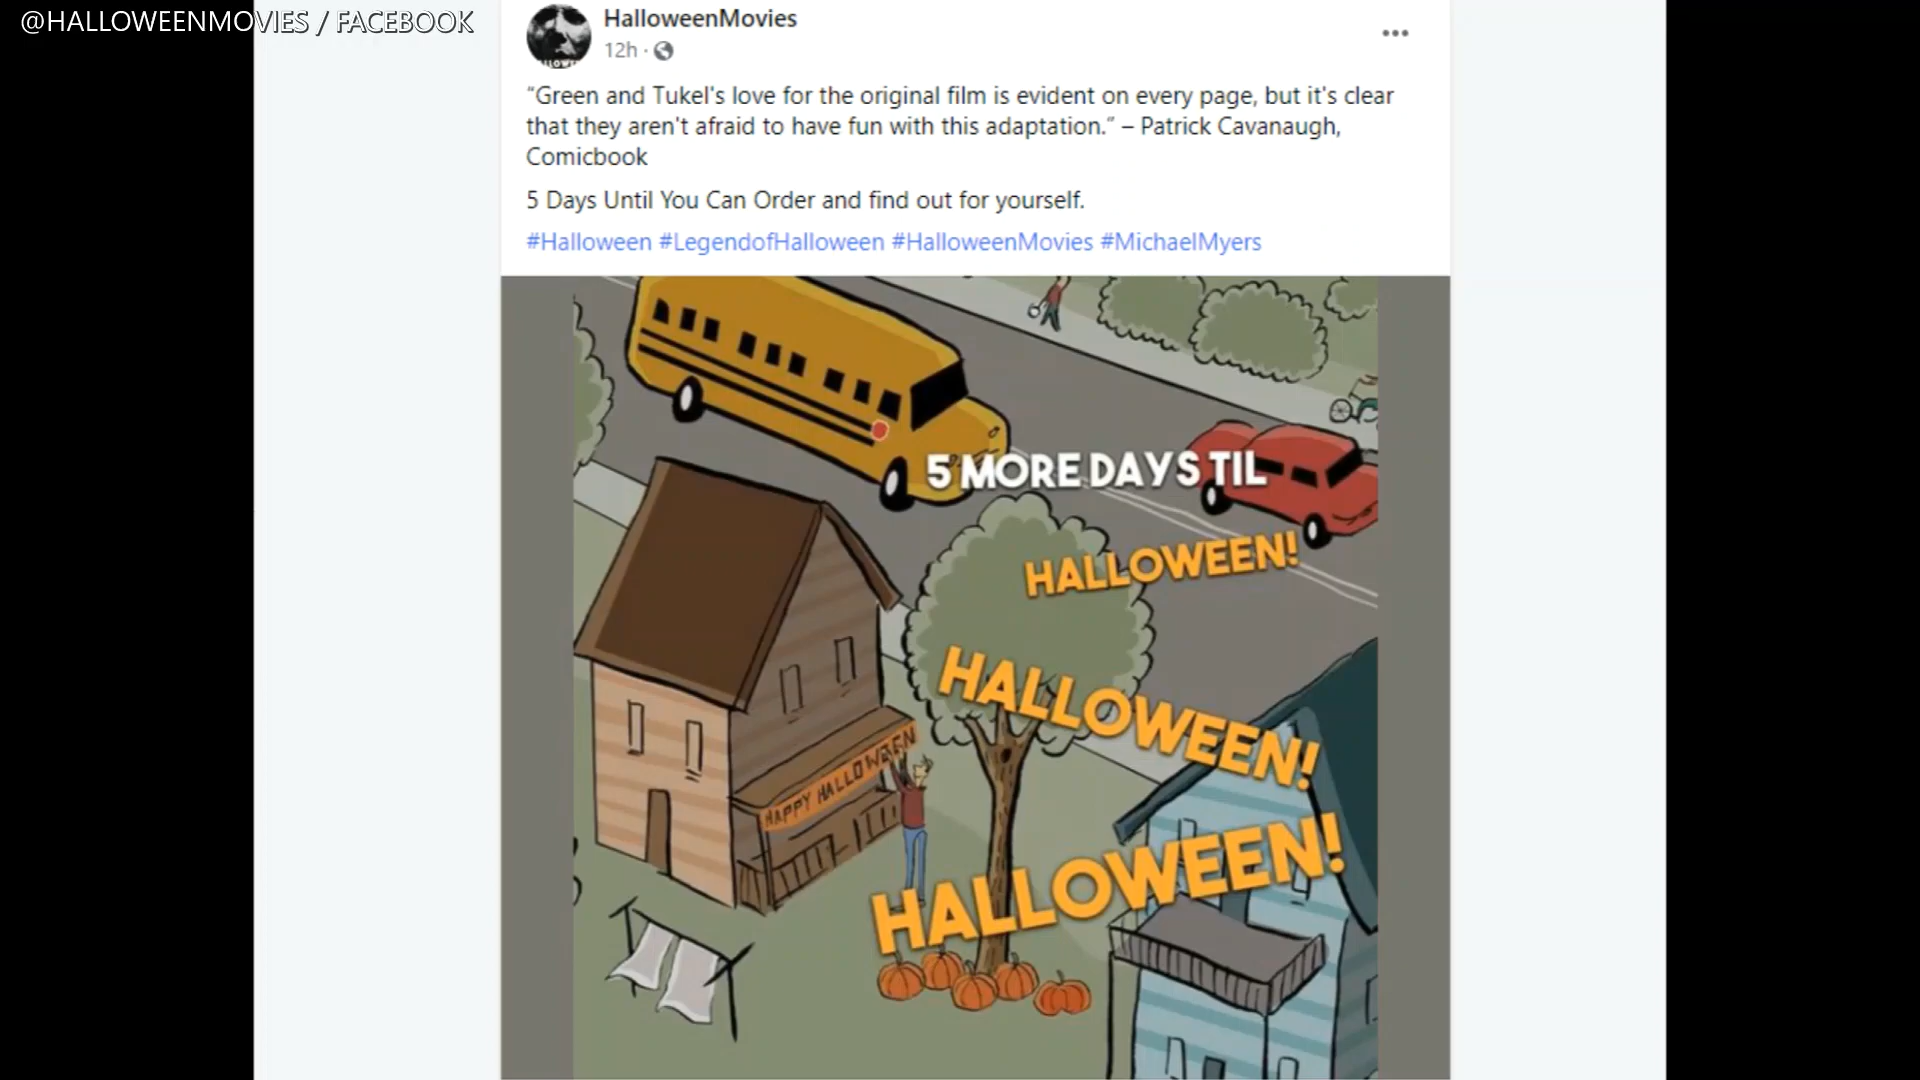 @HALLOWEENMOVIES / FACEBOOK
HalloweenMovies
12h ·
“Green and Tukel's love for the original film is evident on every page, but it's clear
that they aren't afraid to have fun with this adaptation.” – Patrick Cavanaugh,
Comicbook
5 Days Until You Can Order and find out for yourself.
#Halloween #LegendofHalloween #HalloweenMovies #MichaelMyers
5 MORE DAYS TIL
HALLOWEEN!
HALLOWEEN!
HAPPY HALLOWEEN
HALLOWEEN!